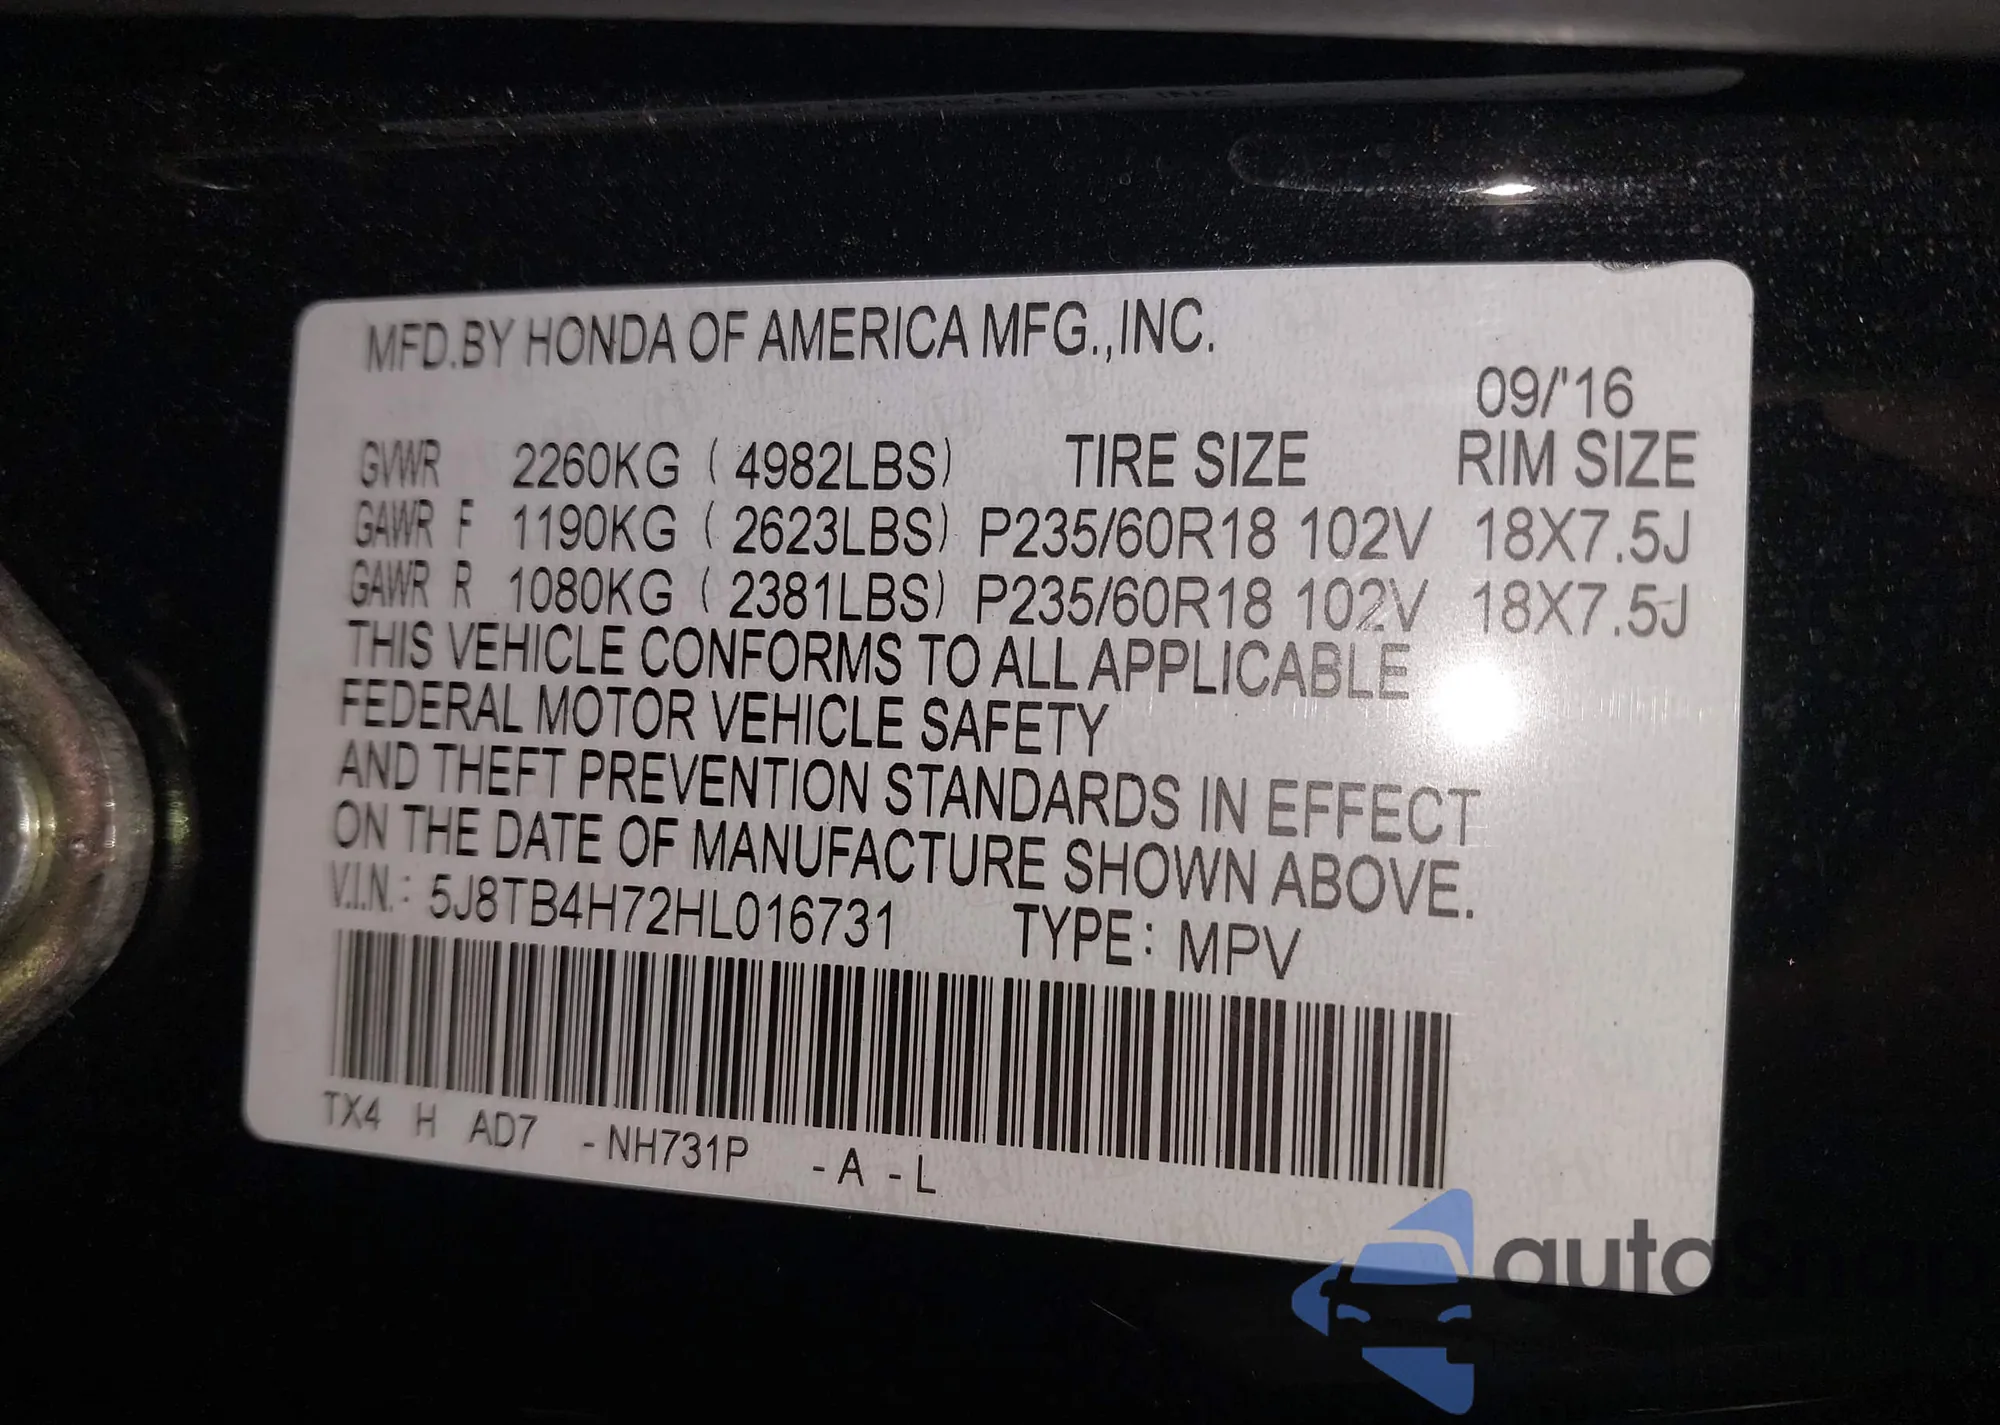 MFD.BY HONDA OF AMERICA MFG.,INC.
09/'16
GVWR 2260KG ( 4982LBS) TIRE SIZE RIM SIZE
GAWR F 1190KG ( 2623LBS) P235/60R18 102V 18X7.5J
GAWR R 1080KG ( 2381LBS) P235/60R18 102V 18X7.5J
THIS VEHICLE CONFORMS TO ALL APPLICABLE
FEDERAL MOTOR VEHICLE SAFETY
AND THEFT PREVENTION STANDARDS IN EFFECT
ON THE DATE OF MANUFACTURE SHOWN ABOVE.
V.I.N.: 5J8TB4H72HL016731 TYPE: MPV
TX4 H AD7 -NH731P -A -L
auto